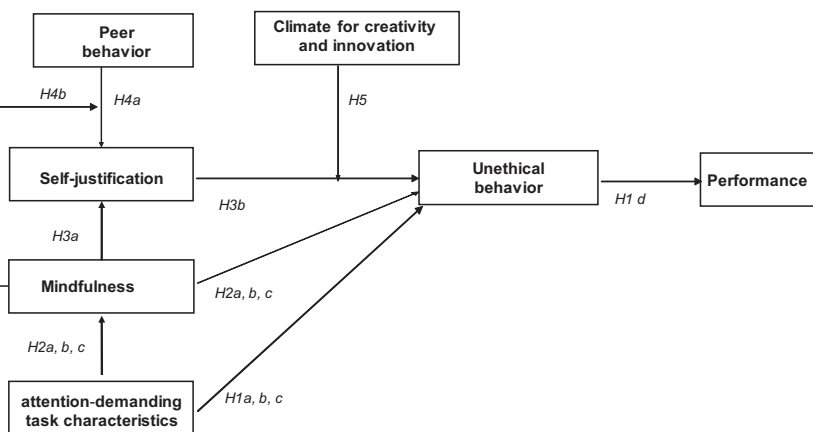 Peer
behavior
Climate for creativity
and innovation
H4b
H4a
H5
Self-justification
Unethical
behavior
Performance
H3b
H1 d
H3a
Mindfulness
H2a, b, c
H2a, b, c
attention-demanding
task characteristics
H1a, b, c